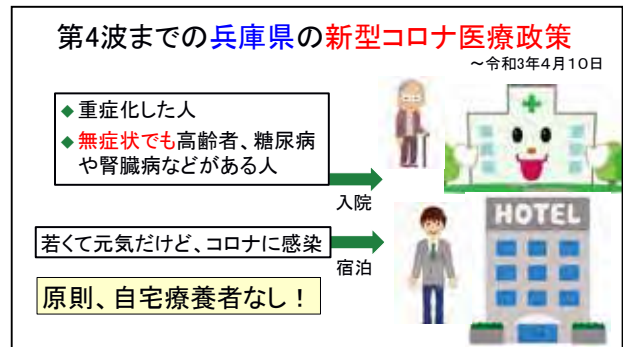 第4波までの兵庫県の新型コロナ医療政策
～令和3年4月10日
◆重症化した人
◆無症状でも高齢者、糖尿病
や腎臓病などがある人
入院
HOTEL
若くて元気だけど、コロナに感染
宿泊
原則、自宅療養者なし！